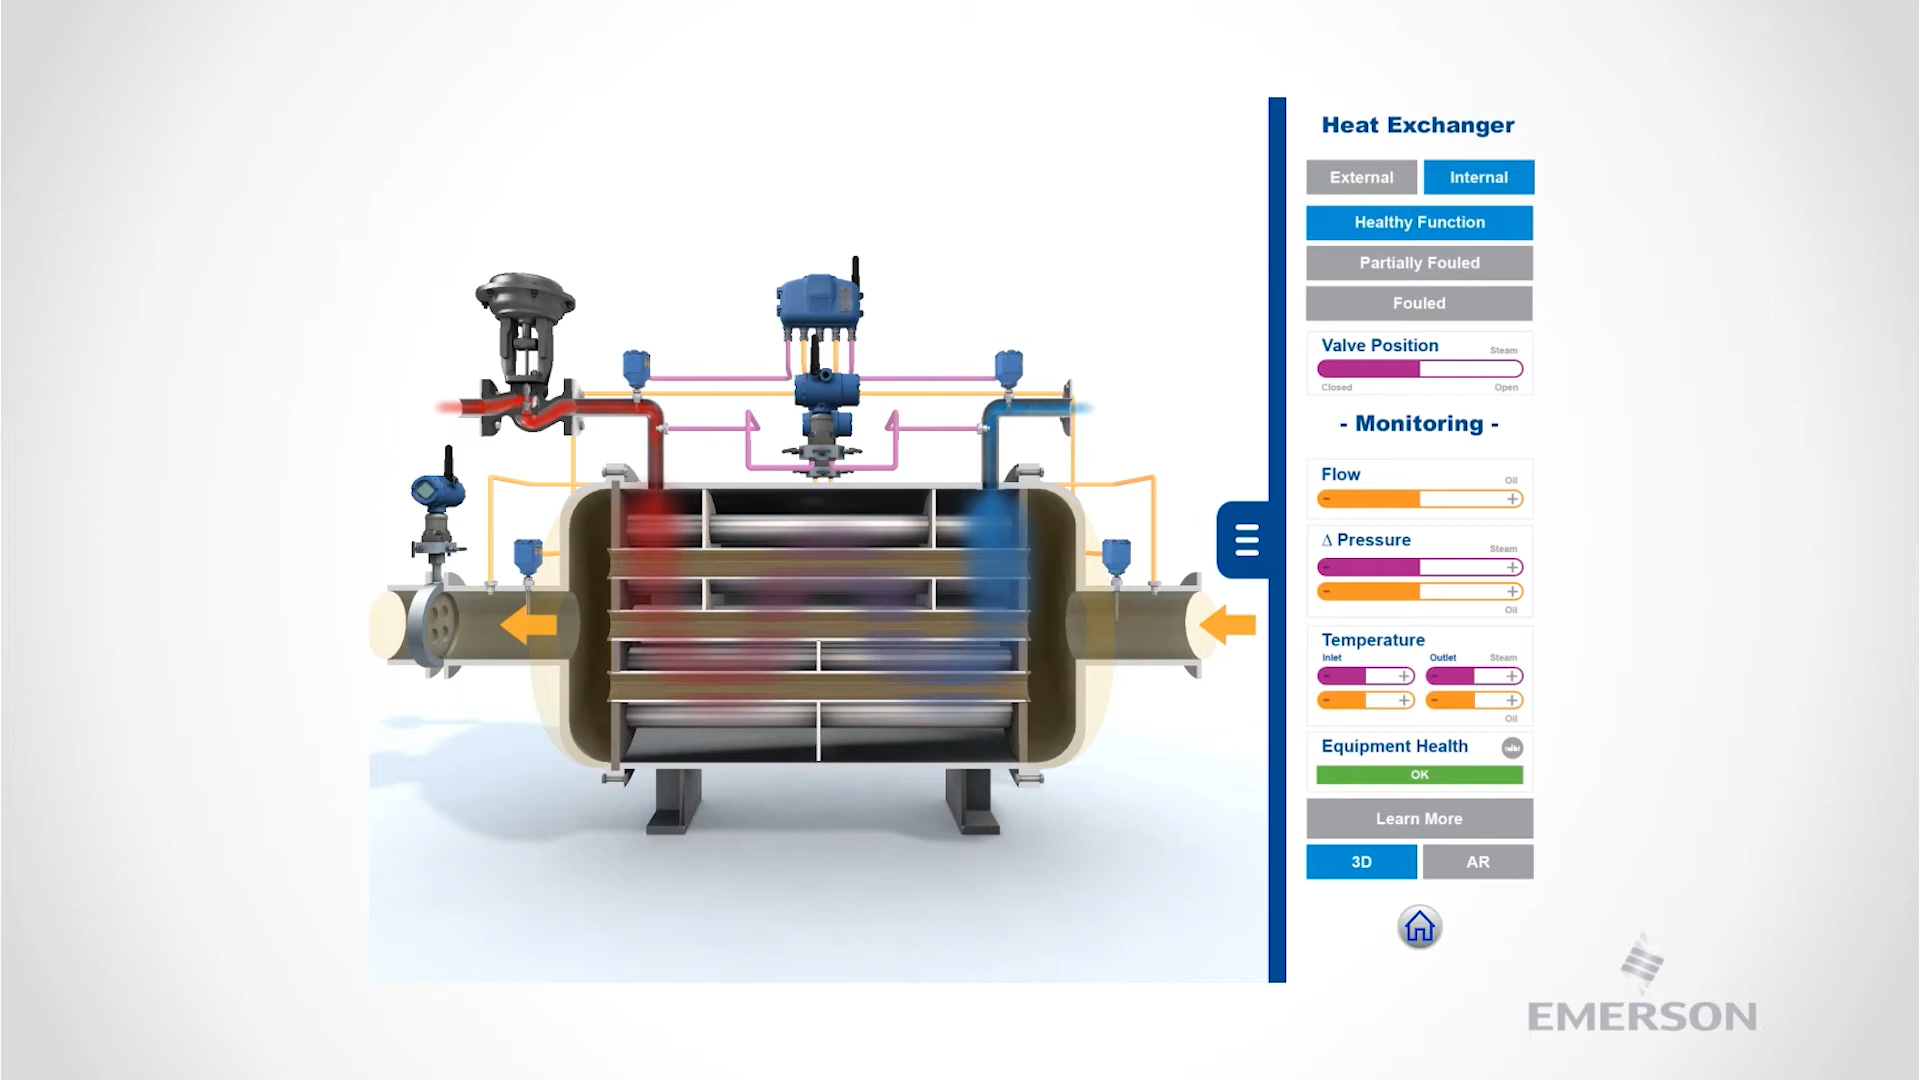 Heat Exchanger
External Internal
Healthy Function
Partially Fouled
Fouled
Valve Position Steam
Closed Open
- Monitoring -
Flow Oil
- +
Δ Pressure Steam
- +
- +
Oil
Temperature
Inlet Outlet Steam
- + - +
- + - +
Oil
Equipment Health
OK
Learn More
3D AR
EMERSON